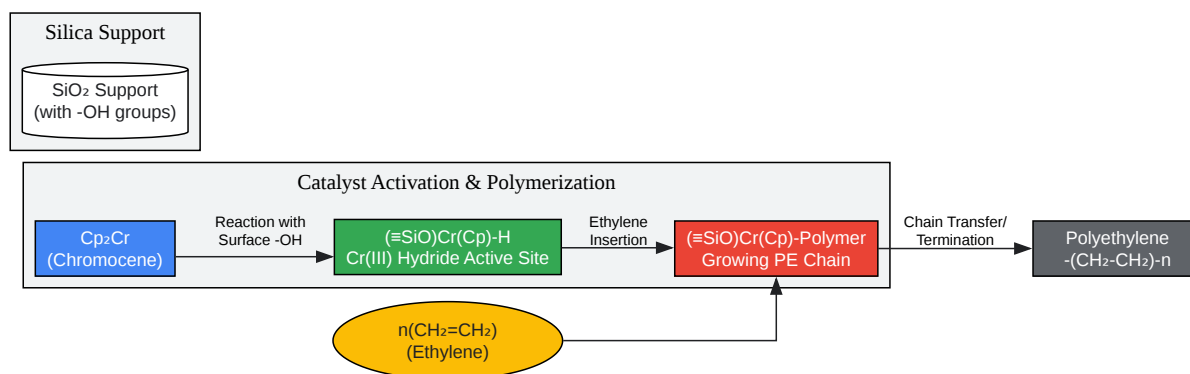 Silica Support
SiO₂ Support
(with -OH groups)
Catalyst Activation & Polymerization
Cp₂Cr
(Chromocene)
Reaction with
Surface -OH
(≡SiO)Cr(Cp)-H
Cr(III) Hydride Active Site
Ethylene
Insertion
(≡SiO)Cr(Cp)-Polymer
Growing PE Chain
Chain Transfer/
Termination
Polyethylene
-(CH₂-CH₂)-n
n(CH₂=CH₂)
(Ethylene)